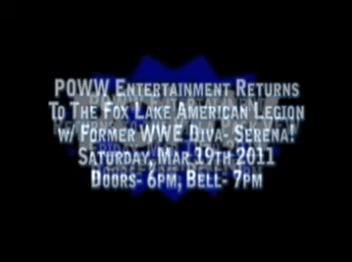 POWW Entertainment Returns
To The Fox Lake American Legion
w/ Former WWE Diva- Serena!
Saturday, Mar 19th 2011
Doors- 6pm, Bell- 7pm